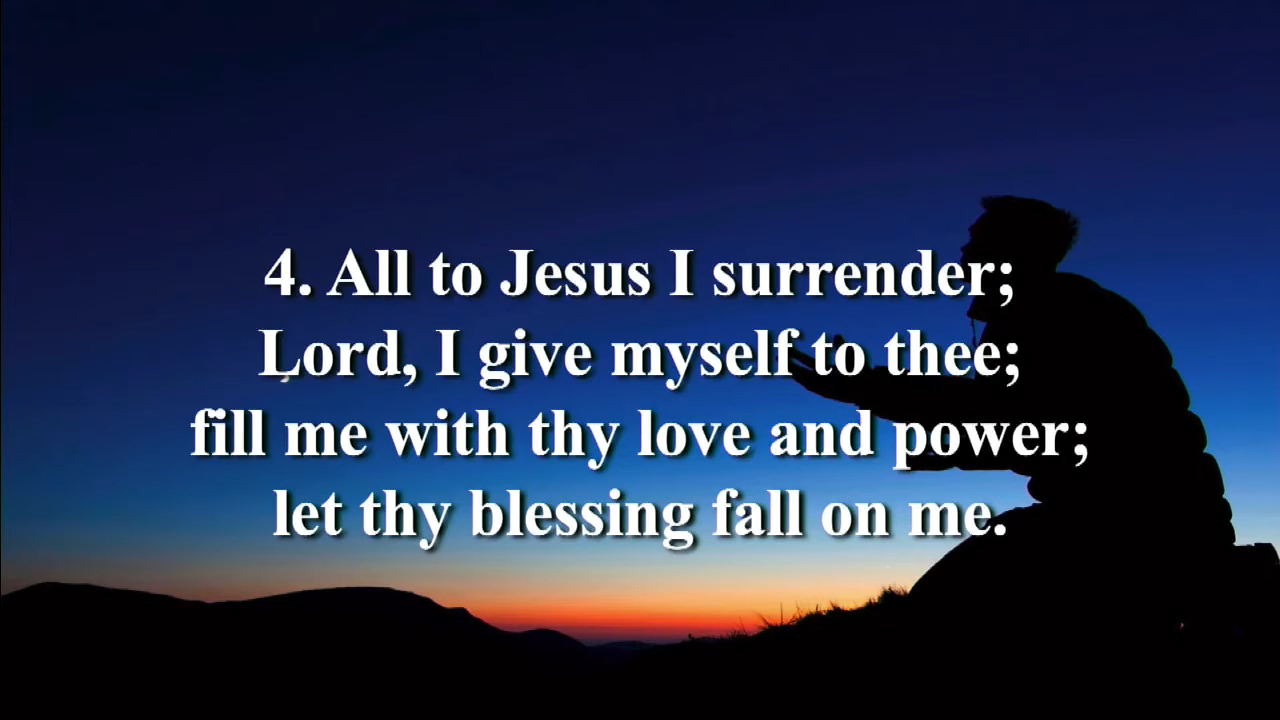 4. All to Jesus I surrender;
Lord, I give myself to thee;
fill me with thy love and power;
let thy blessing fall on me.